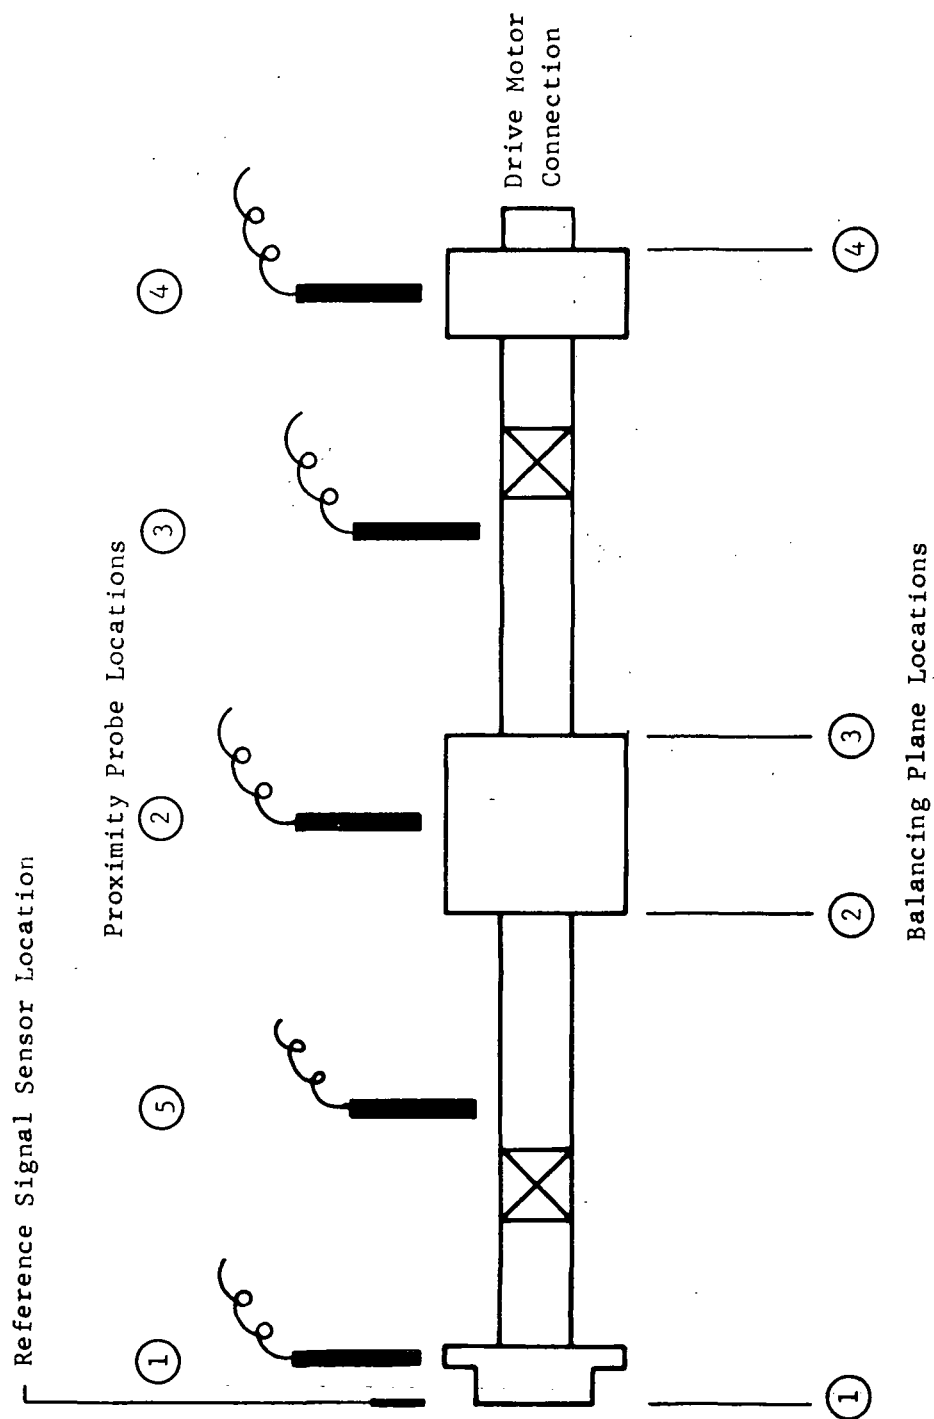 Reference Signal Sensor Location
Proximity Probe Locations
1
5
2
3
4
Drive Motor
Connection
1
2
3
4
Balancing Plane Locations